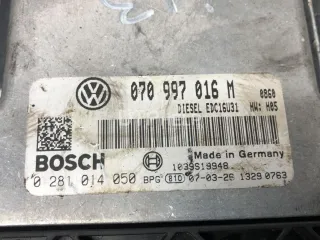 070 997 016 M
DIESEL EDC16U31 0860
HW: H05
BOSCH
Made in Germany
1039S19948
0 281 014 050 BPG 810 07-03-26 1329 0763